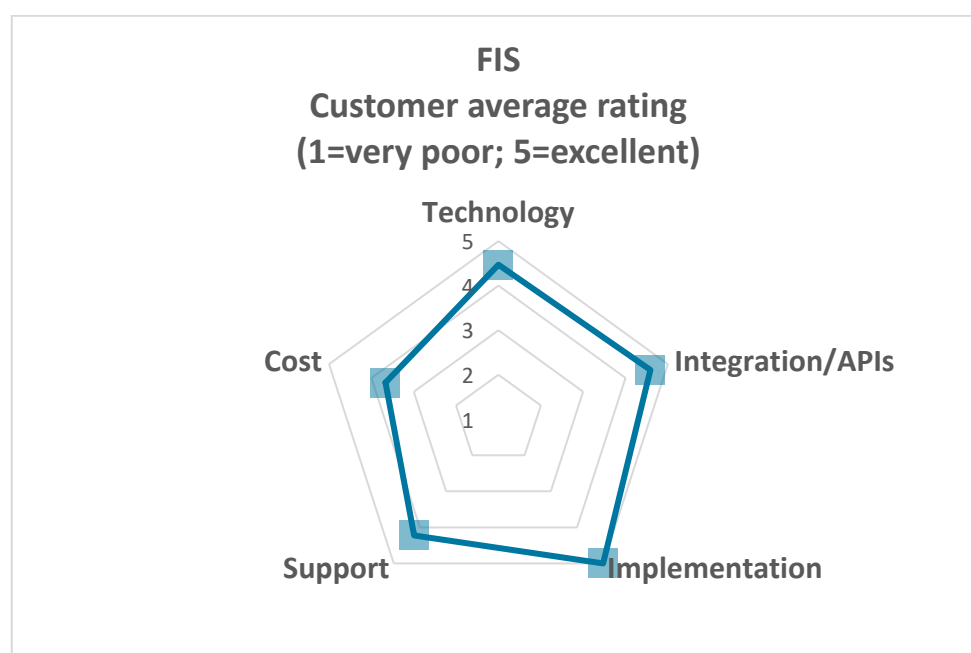 FIS
Customer average rating
(1=very poor; 5=excellent)
Technology
5
4
3
2
1
Cost
Integration/APIs
Support
Implementation